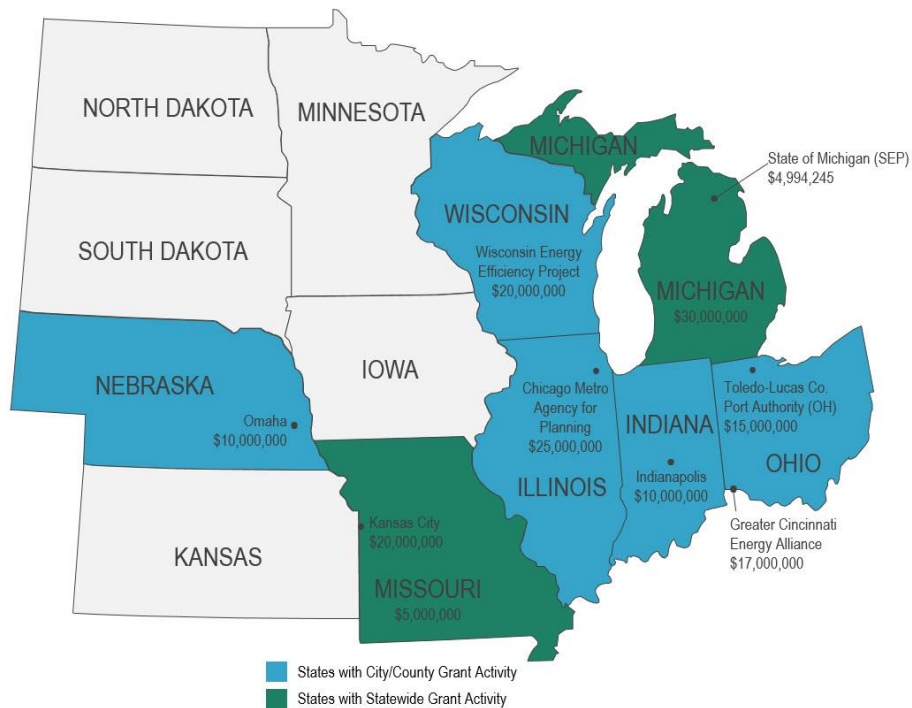 NORTH DAKOTA
MINNESOTA
MICHIGAN
State of Michigan (SEP)
$4,994,245
SOUTH DAKOTA
WISCONSIN
Wisconsin Energy
Efficiency Project
$20,000,000
MICHIGAN
$30,000,000
NEBRASKA
Omaha
$10,000,000
IOWA
Chicago Metro
Agency for
Planning
$25,000,000
ILLINOIS
INDIANA
Indianapolis
$10,000,000
Toledo-Lucas Co.
Port Authority (OH)
$15,000,000
OHIO
Greater Cincinnati
Energy Alliance
$17,000,000
KANSAS
Kansas City
$20,000,000
MISSOURI
$5,000,000
States with City/County Grant Activity
States with Statewide Grant Activity